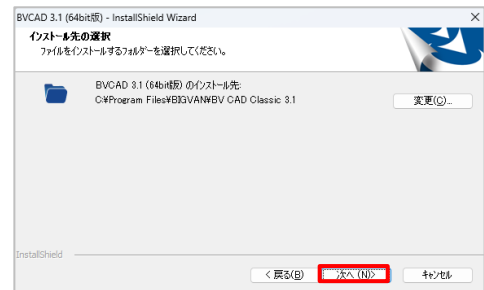 BVCAD 3.1 (64bit版) - InstallShield Wizard
インストール先の選択
ファイルをインストールするフォルダーを選択してください。
BVCAD 3.1 (64bit版) のインストール先:
C:¥Program Files¥BIGVAN¥BV CAD Classic 3.1
変更(C)...
InstallShield
< 戻る(B)
次へ (N)>
キャンセル